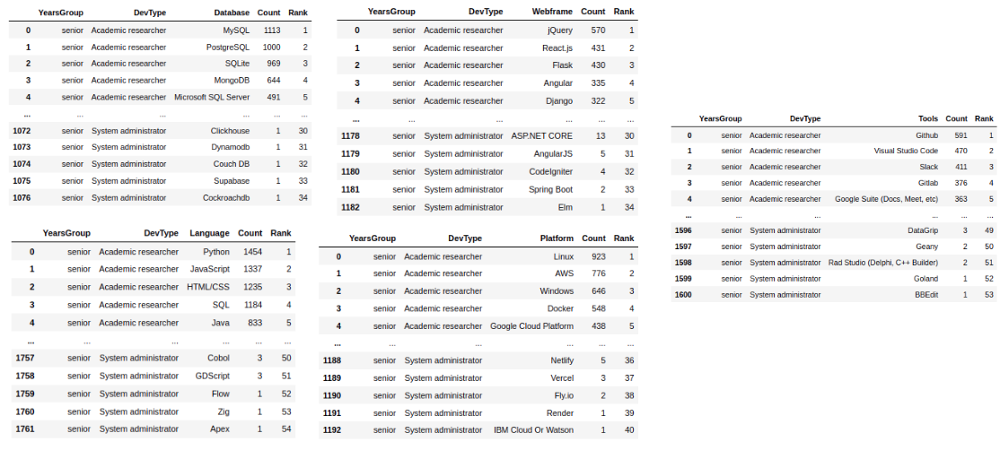 YearsGroup DevType Database Count Rank
0 senior Academic researcher MySQL 1113 1
1 senior Academic researcher PostgreSQL 1000 2
2 senior Academic researcher SQLite 969 3
3 senior Academic researcher MongoDB 644 4
4 senior Academic researcher Microsoft SQL Server 491 5
... ... ... ... ... ...
1072 senior System administrator Clickhouse 1 30
1073 senior System administrator Dynamodb 1 31
1074 senior System administrator Couch DB 1 32
1075 senior System administrator Supabase 1 33
1076 senior System administrator Cockroachdb 1 34
YearsGroup DevType Webframe Count Rank
0 senior Academic researcher jQuery 570 1
1 senior Academic researcher React.js 431 2
2 senior Academic researcher Flask 430 3
3 senior Academic researcher Angular 335 4
4 senior Academic researcher Django 322 5
... ... ... ... ... ...
1178 senior System administrator ASP.NET CORE 13 30
1179 senior System administrator AngularJS 5 31
1180 senior System administrator CodeIgniter 4 32
1181 senior System administrator Spring Boot 2 33
1182 senior System administrator Elm 1 34
YearsGroup DevType Tools Count Rank
0 senior Academic researcher Github 591 1
1 senior Academic researcher Visual Studio Code 470 2
2 senior Academic researcher Slack 411 3
3 senior Academic researcher Gitlab 376 4
4 senior Academic researcher Google Suite (Docs, Meet, etc) 363 5
... ... ... ... ... ...
1596 senior System administrator DataGrip 3 49
1597 senior System administrator Geany 2 50
1598 senior System administrator Rad Studio (Delphi, C++ Builder) 2 51
1599 senior System administrator Goland 1 52
1600 senior System administrator BBEdit 1 53
YearsGroup DevType Language Count Rank
0 senior Academic researcher Python 1454 1
1 senior Academic researcher JavaScript 1337 2
2 senior Academic researcher HTML/CSS 1235 3
3 senior Academic researcher SQL 1184 4
4 senior Academic researcher Java 833 5
... ... ... ... ... ...
1757 senior System administrator Cobol 3 50
1758 senior System administrator GDScript 3 51
1759 senior System administrator Flow 1 52
1760 senior System administrator Zig 1 53
1761 senior System administrator Apex 1 54
YearsGroup DevType Platform Count Rank
0 senior Academic researcher Linux 923 1
1 senior Academic researcher AWS 776 2
2 senior Academic researcher Windows 646 3
3 senior Academic researcher Docker 548 4
4 senior Academic researcher Google Cloud Platform 438 5
... ... ... ... ... ...
1188 senior System administrator Netlify 5 36
1189 senior System administrator Vercel 3 37
1190 senior System administrator Fly.io 2 38
1191 senior System administrator Render 1 39
1192 senior System administrator IBM Cloud Or Watson 1 40